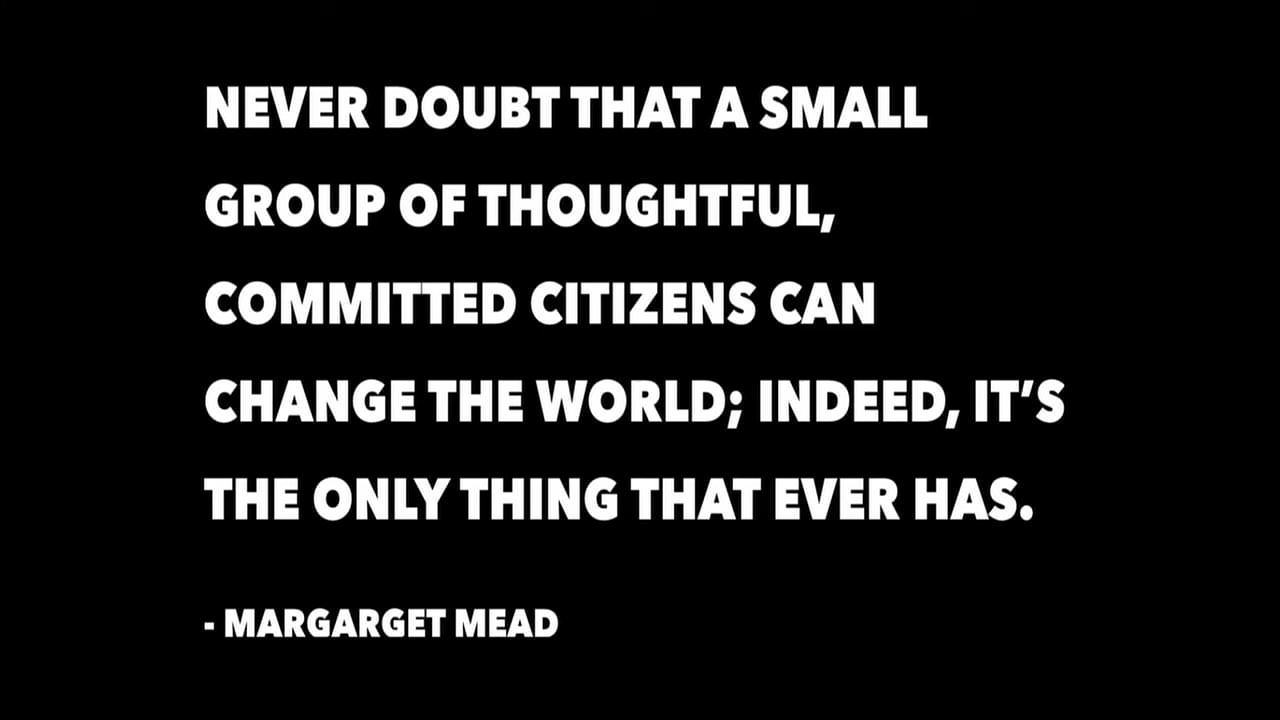 NEVER DOUBT THAT A SMALL
GROUP OF THOUGHTFUL,
COMMITTED CITIZENS CAN
CHANGE THE WORLD; INDEED, IT’S
THE ONLY THING THAT EVER HAS.
- MARGARGET MEAD